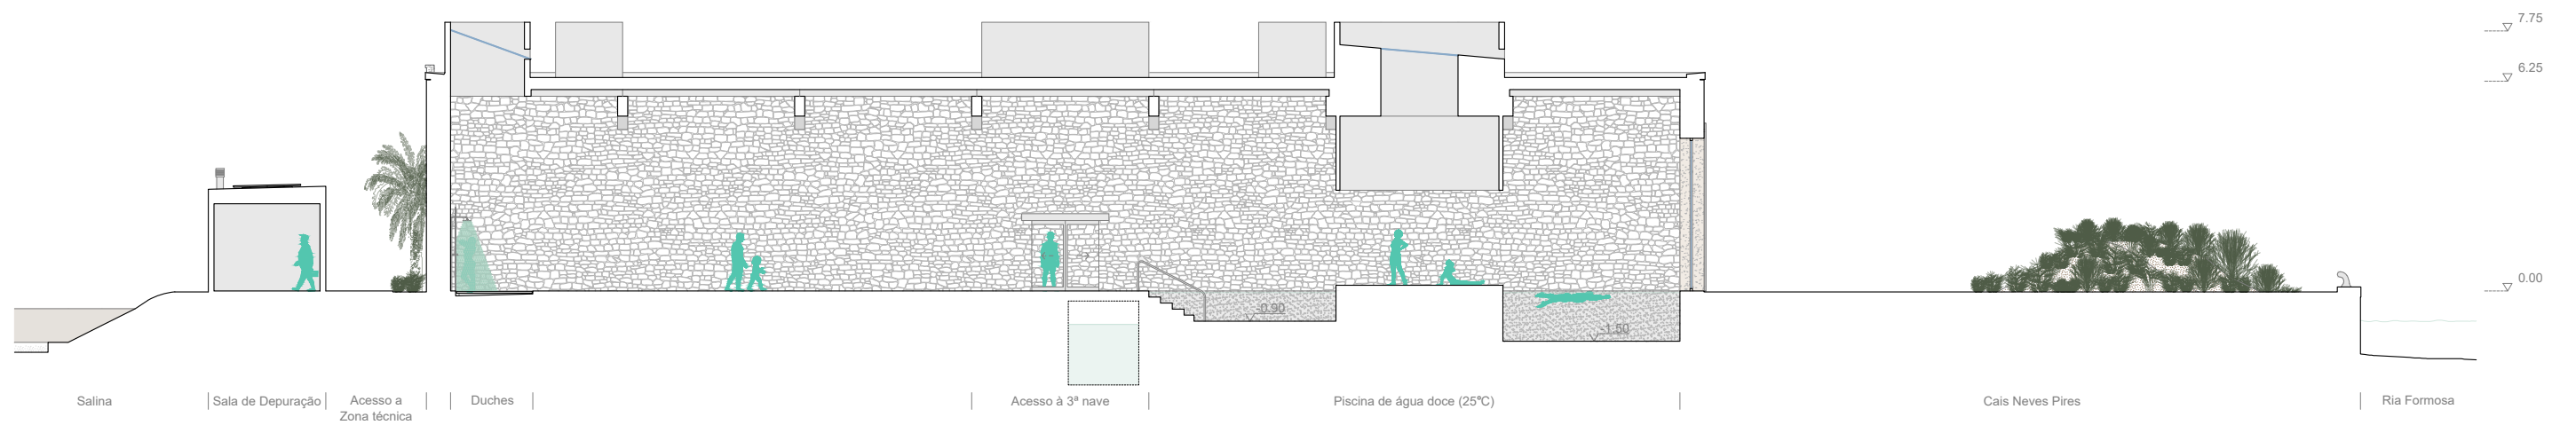 7.75
6.25
0.00
-0.90
-1.50
Salina
Sala de Depuração
Acesso a
Zona técnica
Duches
Acesso à 3ª nave
Piscina de água doce (25°C)
Cais Neves Pires
Ria Formosa